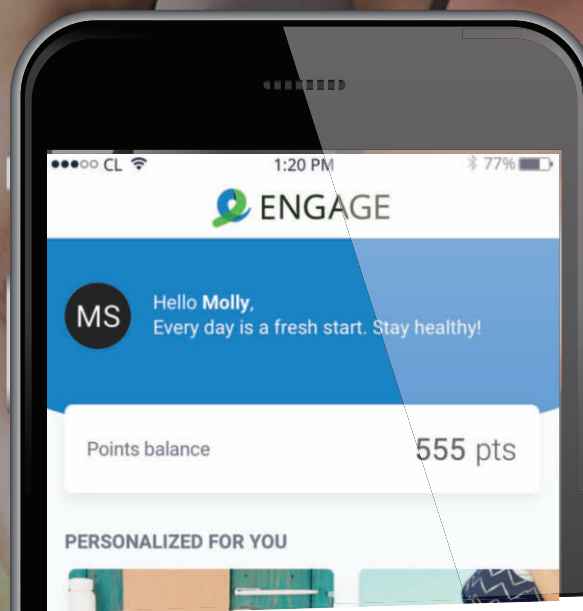 CL 1:20 PM 77%
ENGAGE
MS
Hello Molly,
Every day is a fresh start. Stay healthy!
Points balance 555 pts
PERSONALIZED FOR YOU